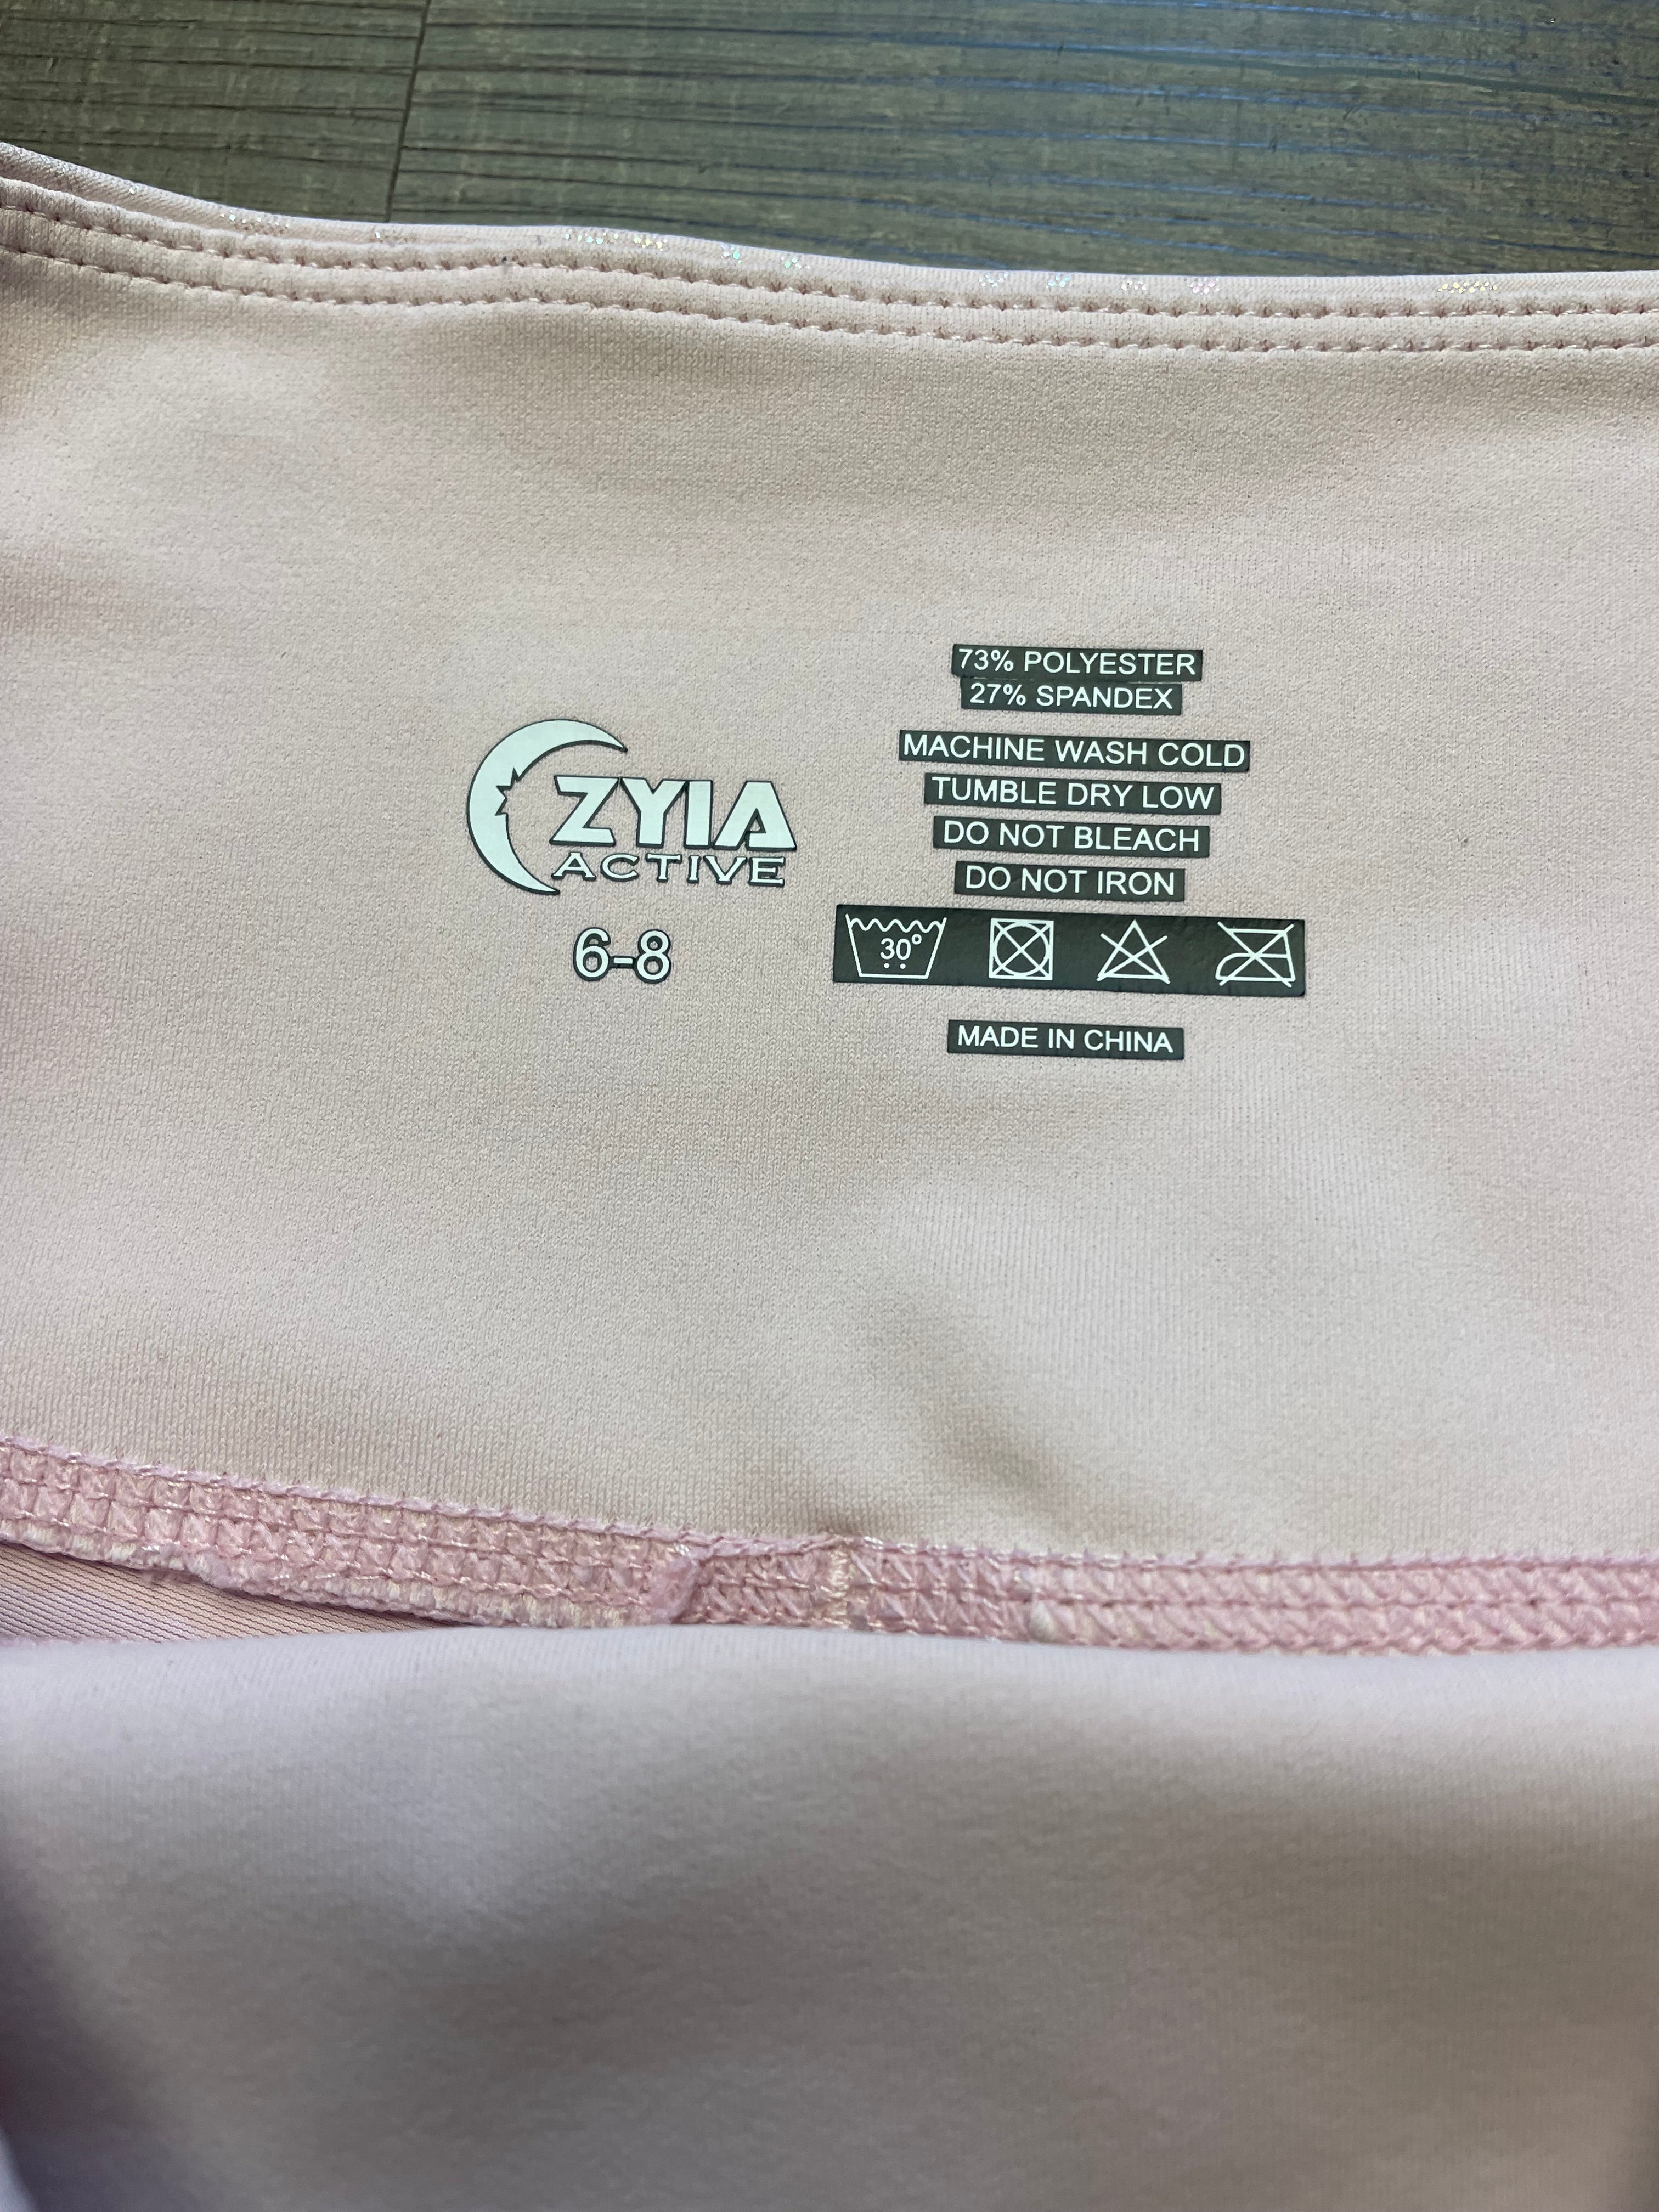 ZYIA
ACTIVE
6-8
73% POLYESTER
27% SPANDEX
MACHINE WASH COLD
TUMBLE DRY LOW
DO NOT BLEACH
DO NOT IRON
30°
MADE IN CHINA